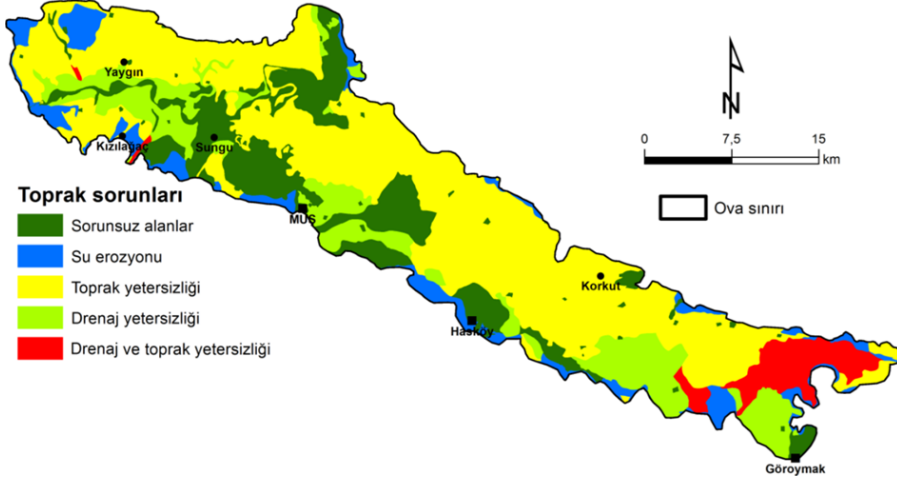 Yaygın
Kızılağaç
Sungu
MUŞ
Korkut
Hasköy
Göroymak
N
0 7,5 15
km
Ova sınırı
Toprak sorunları
Sorunsuz alanlar
Su erozyonu
Toprak yetersizliği
Drenaj yetersizliği
Drenaj ve toprak yetersizliği